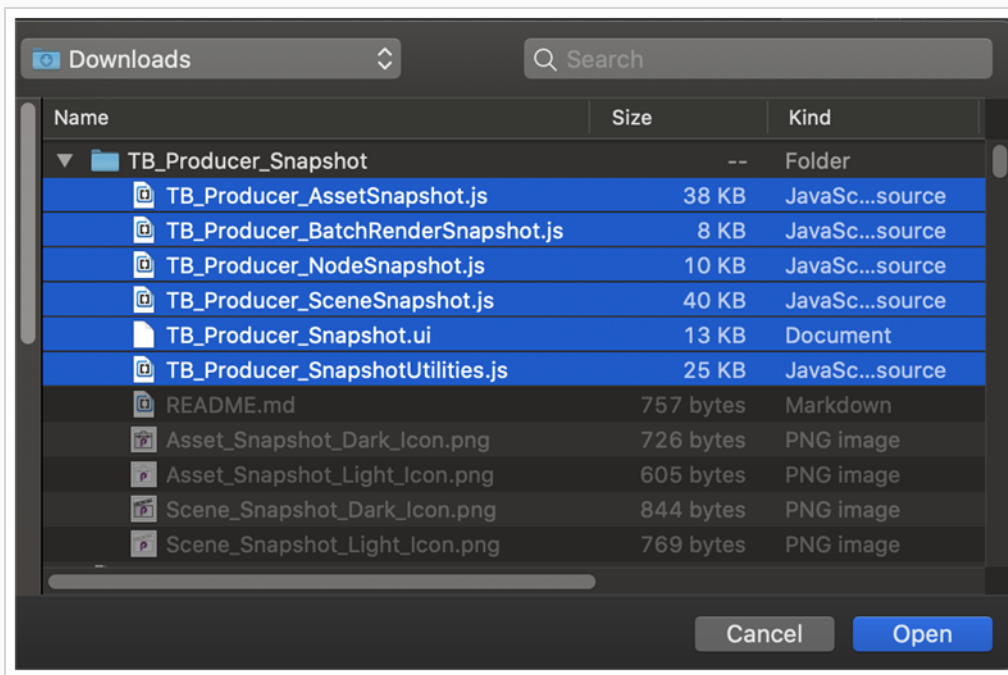 Downloads Search
Name Size Kind
TB_Producer_Snapshot -- Folder
TB_Producer_AssetSnapshot.js 38 KB JavaSc...source
TB_Producer_BatchRenderSnapshot.js 8 KB JavaSc...source
TB_Producer_NodeSnapshot.js 10 KB JavaSc...source
TB_Producer_SceneSnapshot.js 40 KB JavaSc...source
TB_Producer_Snapshot.ui 13 KB Document
TB_Producer_SnapshotUtilities.js 25 KB JavaSc...source
README.md 757 bytes Markdown
Asset_Snapshot_Dark_Icon.png 726 bytes PNG image
Asset_Snapshot_Light_Icon.png 605 bytes PNG image
Scene_Snapshot_Dark_Icon.png 844 bytes PNG image
Scene_Snapshot_Light_Icon.png 769 bytes PNG image
Cancel Open